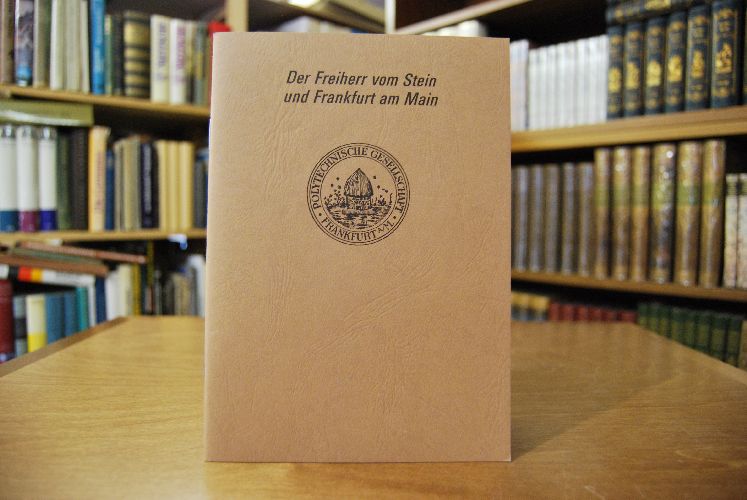 Der Freiherr vom Stein
und Frankfurt am Main
POLYTECHNISCHE GESELLSCHAFT
FRANKFURT A/M